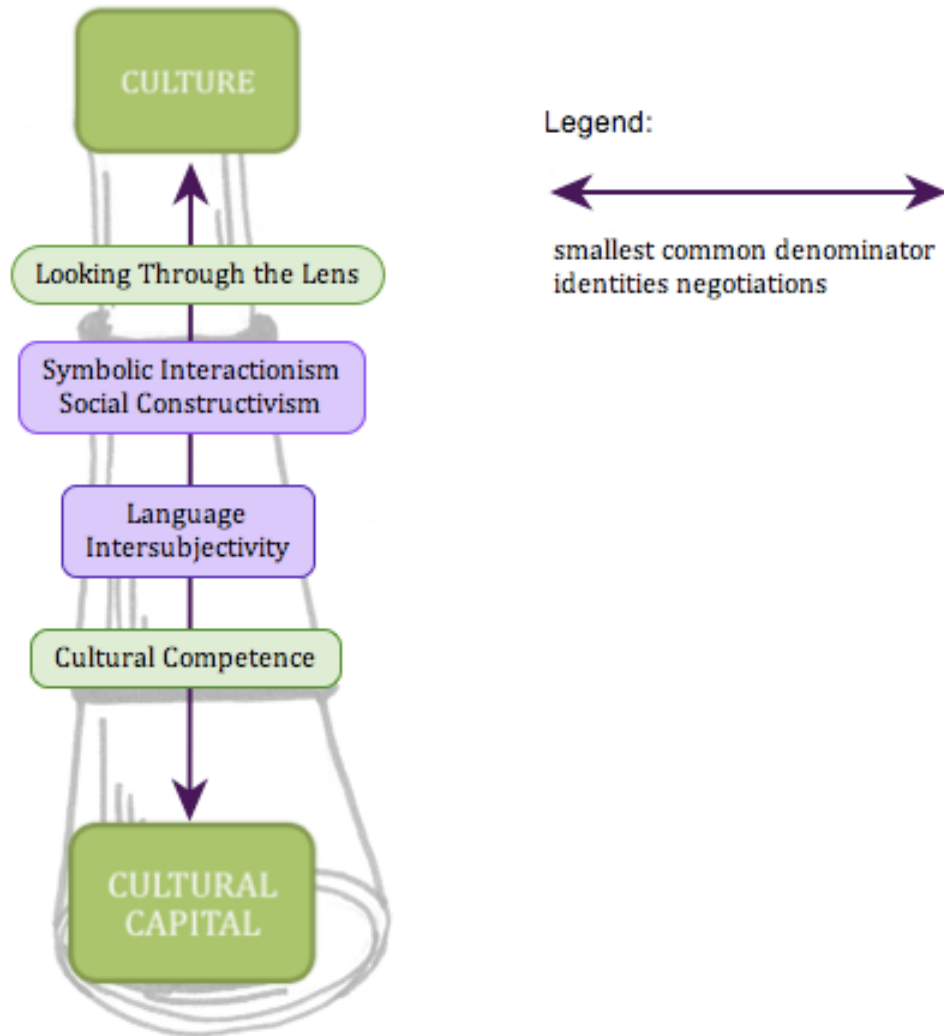 CULTURE
Legend:
smallest common denominator
identities negotiations
Looking Through the Lens
Symbolic Interactionism
Social Constructivism
Language
Intersubjectivity
Cultural Competence
CULTURAL
CAPITAL